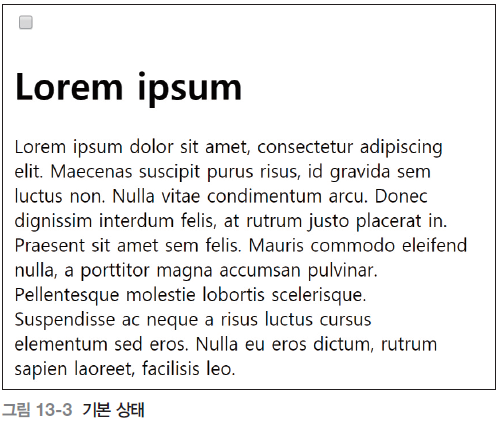 Lorem ipsum
Lorem ipsum dolor sit amet, consectetur adipiscing
elit. Maecenas suscipit purus risus, id gravida sem
luctus non. Nulla vitae condimentum arcu. Donec
dignissim interdum felis, at rutrum justo placerat in.
Praesent sit amet sem felis. Mauris commodo eleifend
nulla, a porttitor magna accumsan pulvinar.
Pellentesque molestie lobortis scelerisque.
Suspendisse ac neque a risus luctus cursus
elementum sed eros. Nulla eu eros dictum, rutrum
sapien laoreet, facilisis leo.
그림 13-3 기본 상태